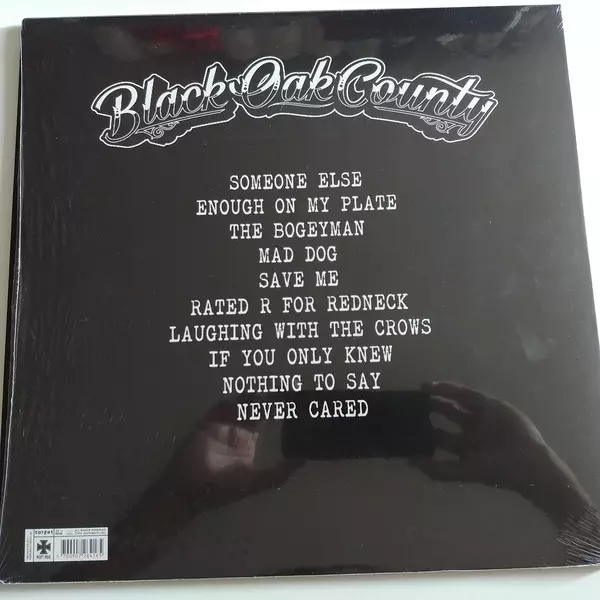 Black Oak County
SOMEONE ELSE
ENOUGH ON MY PLATE
THE BOGEYMAN
MAD DOG
SAVE ME
RATED R FOR REDNECK
LAUGHING WITH THE CROWS
IF YOU ONLY KNEW
NOTHING TO SAY
NEVER CARED
target